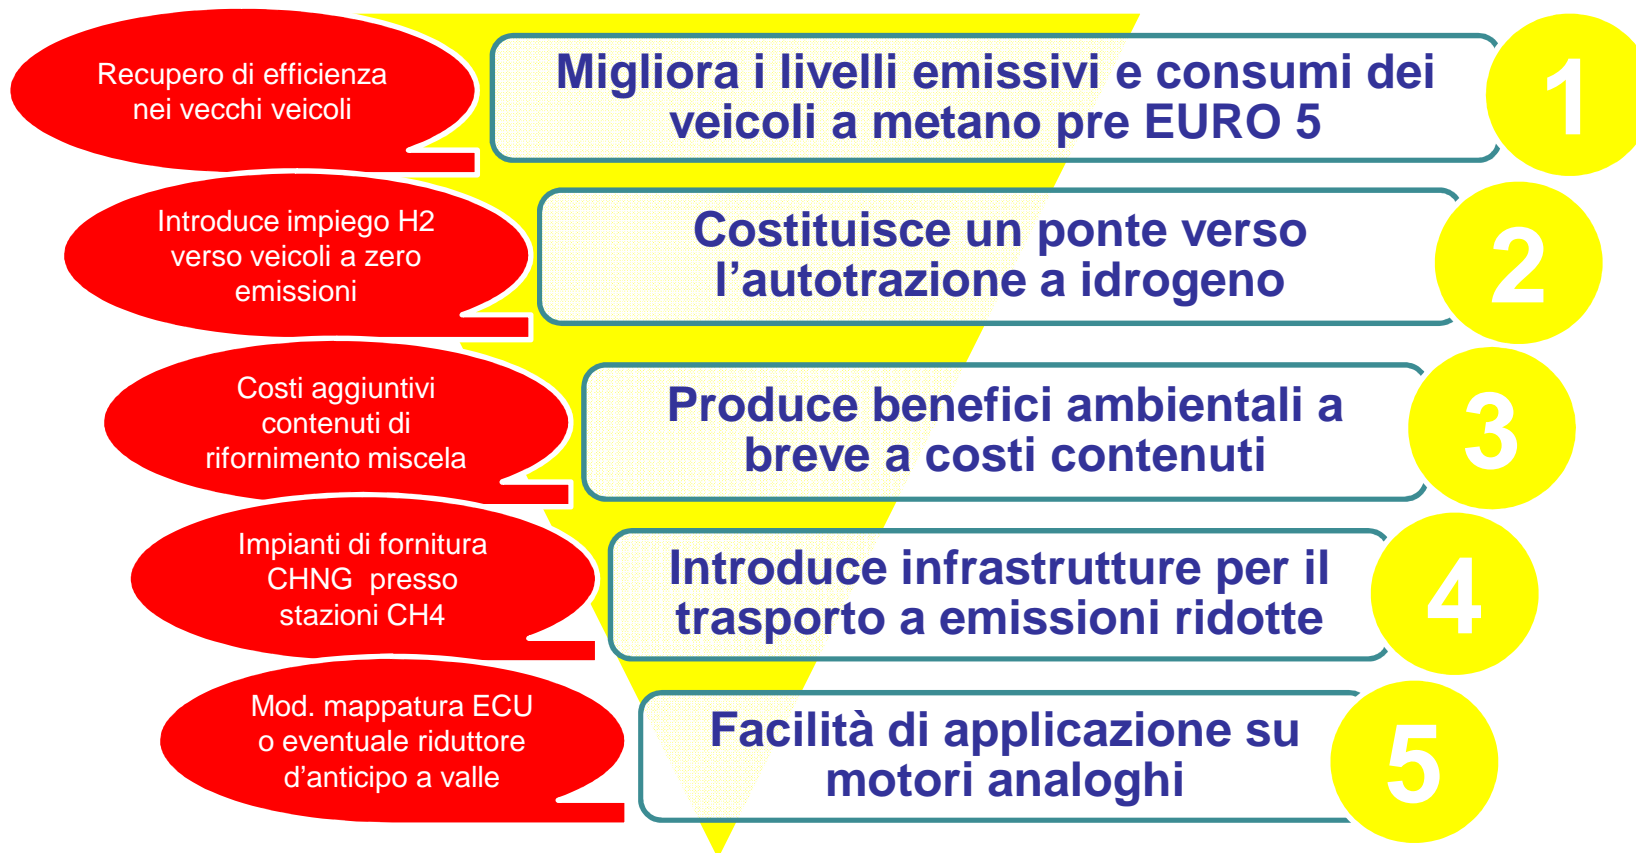 Recupero di efficienza
nei vecchi veicoli
Migliora i livelli emissivi e consumi dei
veicoli a metano pre EURO 5
1
Introduce impiego H2
verso veicoli a zero
emissioni
Costituisce un ponte verso
l’autotrazione a idrogeno
2
Costi aggiuntivi
contenuti di
rifornimento miscela
Produce benefici ambientali a
breve a costi contenuti
3
Impianti di fornitura
CHNG presso
stazioni CH4
Introduce infrastrutture per il
trasporto a emissioni ridotte
4
Mod. mappatura ECU
o eventuale riduttore
d’anticipo a valle
Facilità di applicazione su
motori analoghi
5